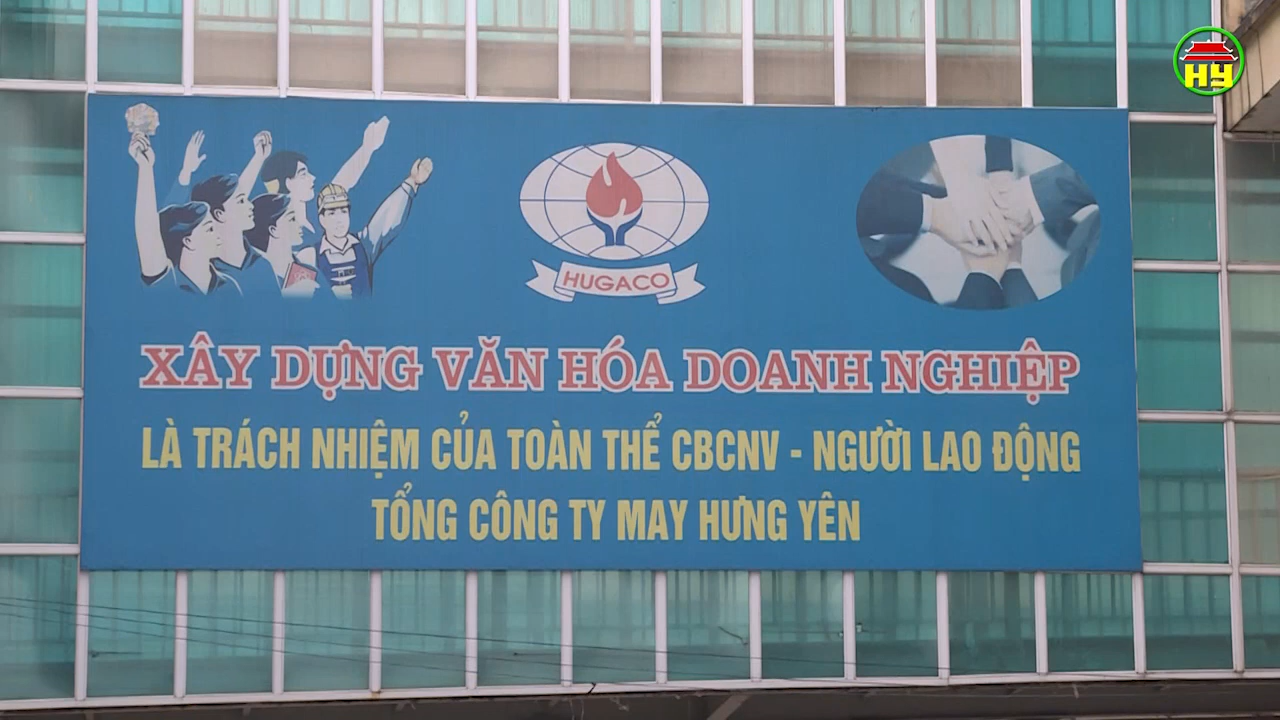 HY
HUGACO
XÂY DỰNG VĂN HÓA DOANH NGHIỆP
LÀ TRÁCH NHIỆM CỦA TOÀN THỂ CBCNV - NGƯỜI LAO ĐỘNG
TỔNG CÔNG TY MAY HƯNG YÊN